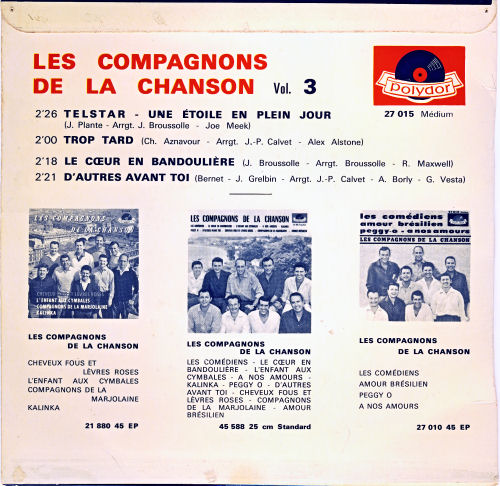 LES COMPAGNONS
DE LA CHANSON Vol. 3
Polydor
27 015 Médium
2'26 TELSTAR - UNE ÉTOILE EN PLEIN JOUR
(J. Plante - Arrgt. J. Broussolle - Joe Meek)
2'00 TROP TARD (Ch. Aznavour - Arrgt. J.-P. Calvet - Alex Alstone)
2'18 LE CŒUR EN BANDOULIÈRE (J. Broussolle - Arrgt. Broussolle - R. Maxwell)
2'21 D'AUTRES AVANT TOI (Bernet - J. Grelbin - Arrgt. J.-P. Calvet - A. Borly - G. Vesta)
LES COMPAGNONS
DE LA CHANSON
CHEVEUX FOUS ET LÈVRES ROSES
L'ENFANT AUX CYMBALES
COMPAGNONS DE LA MARJOLAINE
KALINKA
LES COMPAGNONS
DE LA CHANSON
CHEVEUX FOUS ET
LÈVRES ROSES
L'ENFANT AUX CYMBALES
COMPAGNONS DE LA
MARJOLAINE
KALINKA
21 880 45 EP
LES COMPAGNONS DE LA CHANSON
LES COMPAGNONS
DE LA CHANSON
LES COMÉDIENS - LE CŒUR EN
BANDOULIÈRE - L'ENFANT AUX
CYMBALES - A NOS AMOURS -
KALINKA - PEGGY O - D'AUTRES
AVANT TOI - CHEVEUX FOUS ET
LÈVRES ROSES - COMPAGNONS
DE LA MARJOLAINE - AMOUR
BRÉSILIEN
45 588 25 cm Standard
les comédiens
amour brésilien
peggy-o - a nos amours
LES COMPAGNONS DE LA CHANSON
LES COMPAGNONS
DE LA CHANSON
LES COMÉDIENS
AMOUR BRÉSILIEN
PEGGY O
A NOS AMOURS
27 010 45 EP